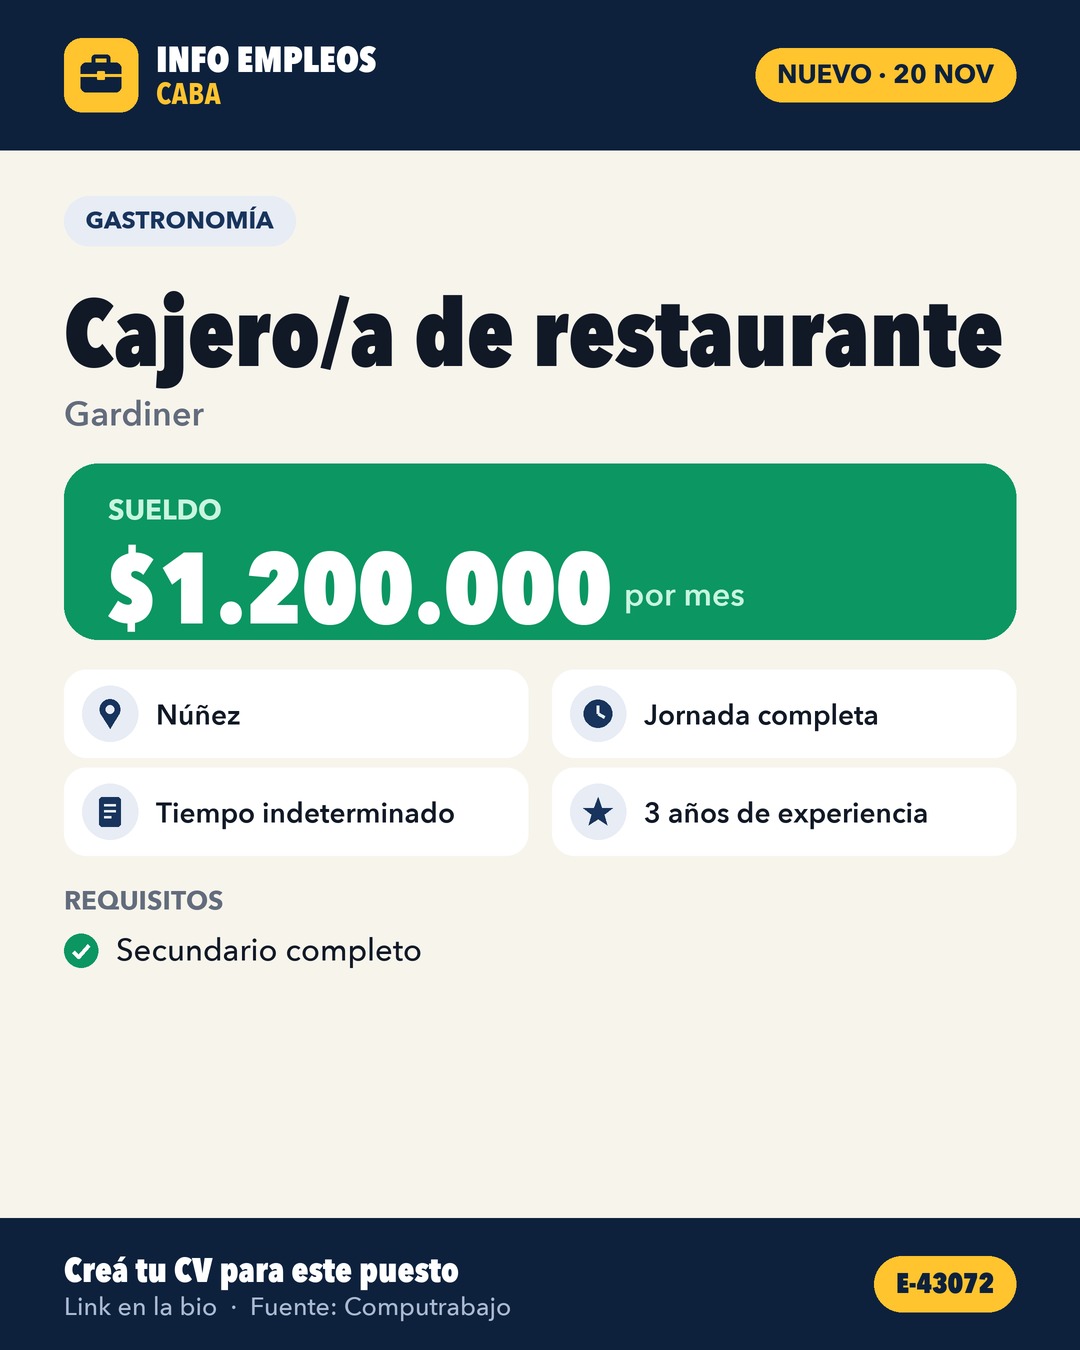 INFO EMPLEOS
CABA
NUEVO · 20 NOV
GASTRONOMÍA
Cajero/a de restaurante
Gardiner
SUELDO
$1.200.000 por mes
Núñez
Jornada completa
Tiempo indeterminado
3 años de experiencia
REQUISITOS
Secundario completo
Creá tu CV para este puesto
Link en la bio · Fuente: Computrabajo
E-43072